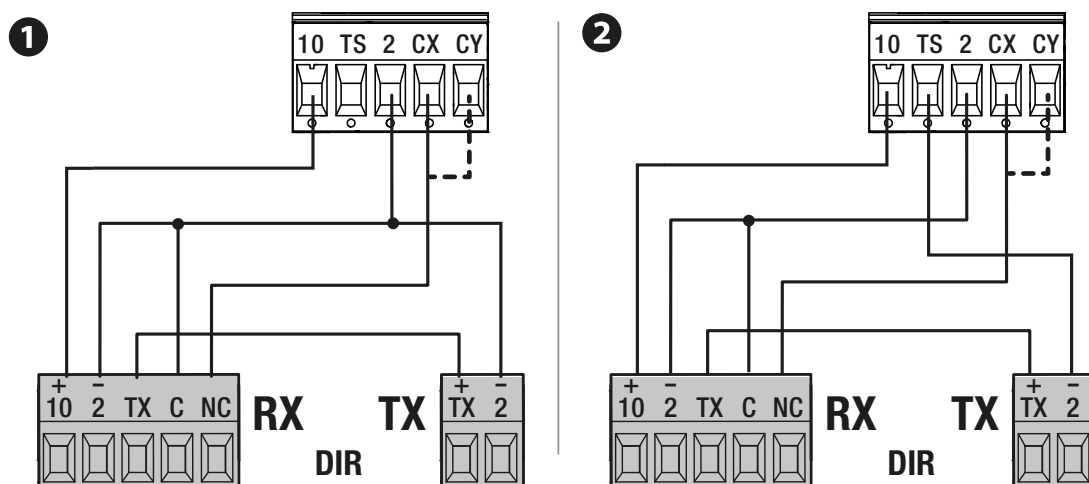 1
10 TS 2 CX CY
+ –
10 2 TX C NC
RX
TX
+ –
TX 2
DIR
2
10 TS 2 CX CY
+ –
10 2 TX C NC
RX
TX
+ –
TX 2
DIR